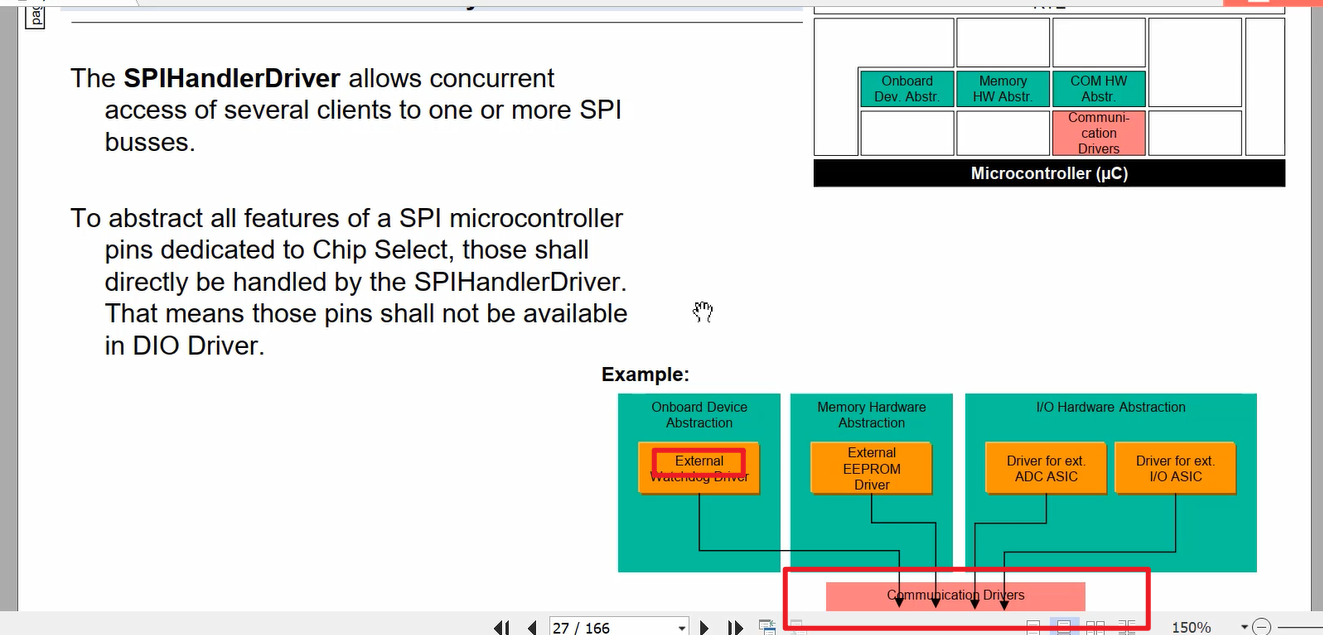 pag
The SPIHandlerDriver allows concurrent
access of several clients to one or more SPI
busses.
To abstract all features of a SPI microcontroller
pins dedicated to Chip Select, those shall
directly be handled by the SPIHandlerDriver.
That means those pins shall not be available
in DIO Driver.
Onboard
Dev. Abstr.
Memory
HW Abstr.
COM HW
Abstr.
Communi-
cation
Drivers
Microcontroller (µC)
Example:
Onboard Device
Abstraction
External
Watchdog Driver
Memory Hardware
Abstraction
External
EEPROM
Driver
I/O Hardware Abstraction
Driver for ext.
ADC ASIC
Driver for ext.
I/O ASIC
Communication Drivers
27 / 166
150%